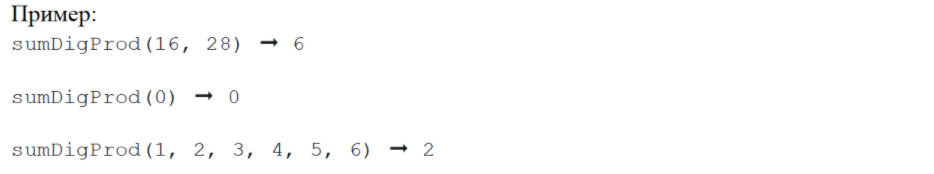 Пример:
sumDigProd(16, 28) → 6
sumDigProd(0) → 0
sumDigProd(1, 2, 3, 4, 5, 6) → 2